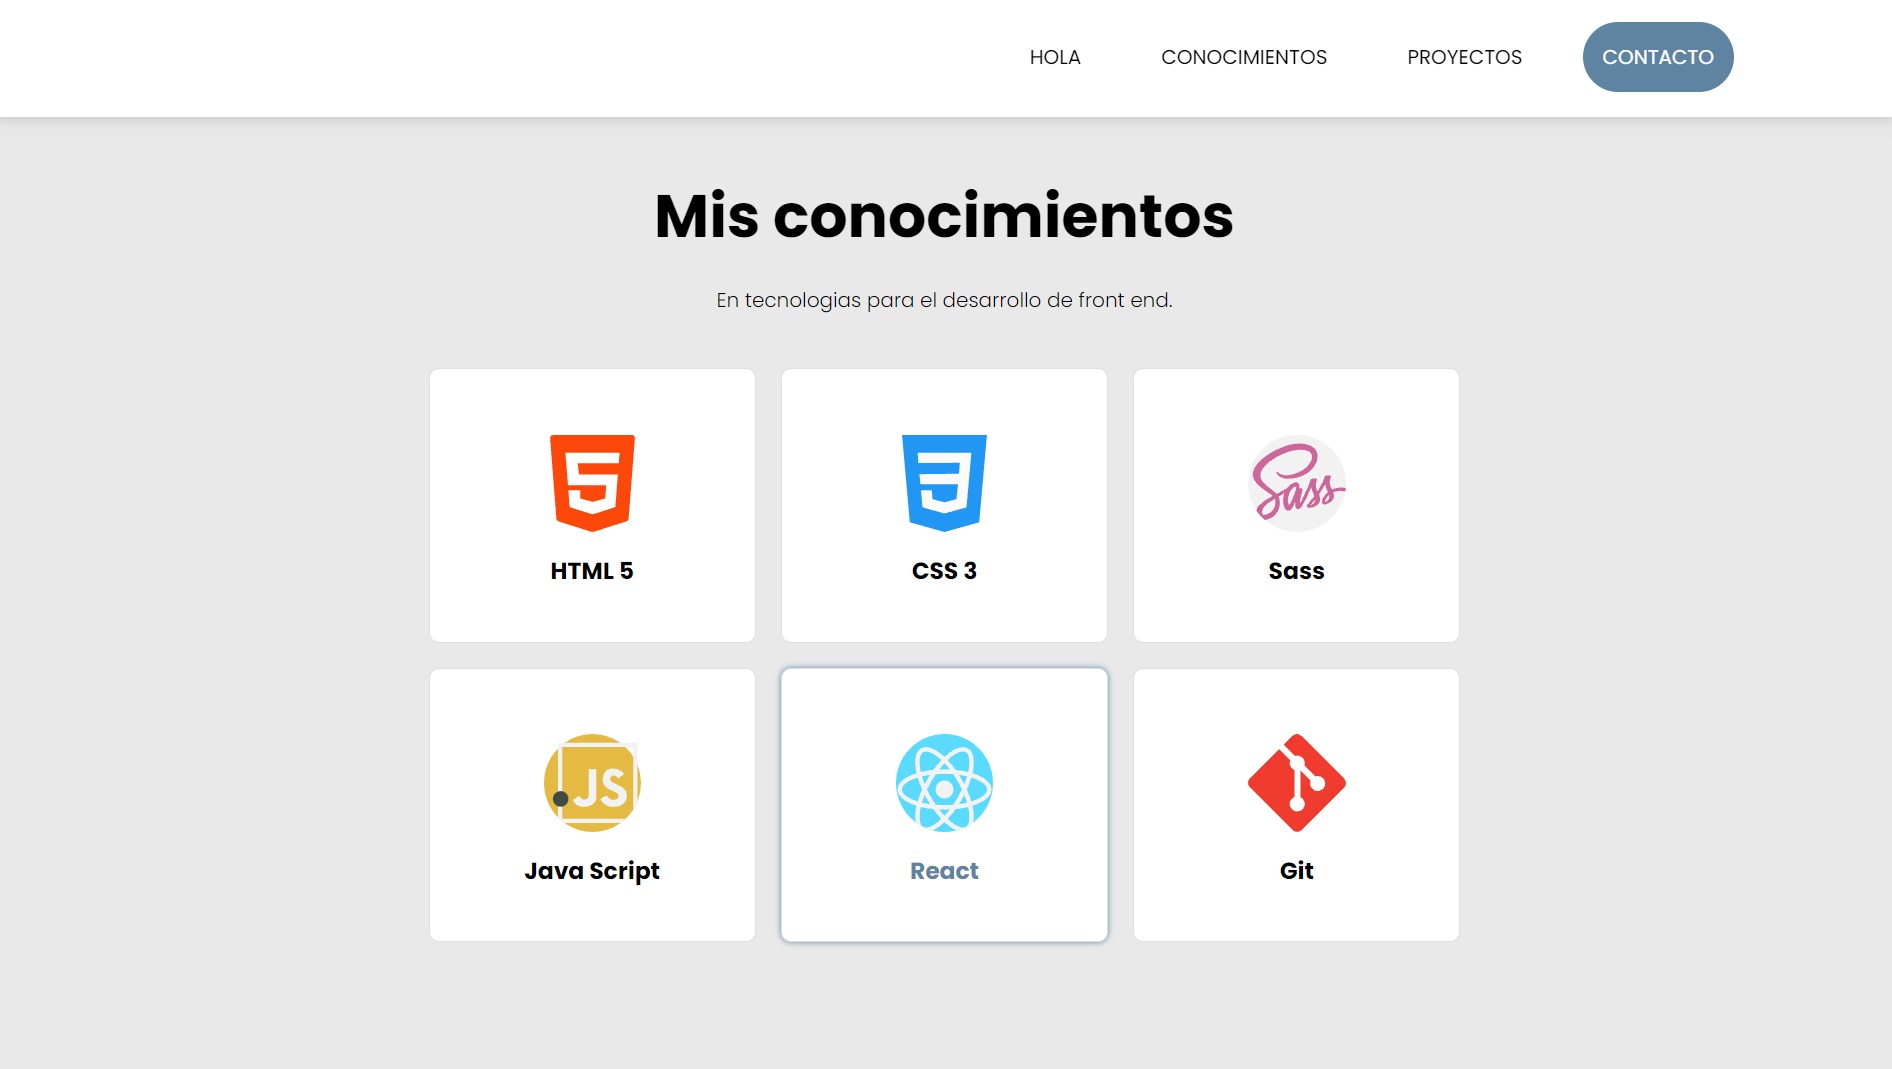 HOLA CONOCIMIENTOS PROYECTOS CONTACTO
Mis conocimientos
En tecnologias para el desarrollo de front end.
5 3 Sass
HTML 5 CSS 3 Sass
JS
Java Script React Git